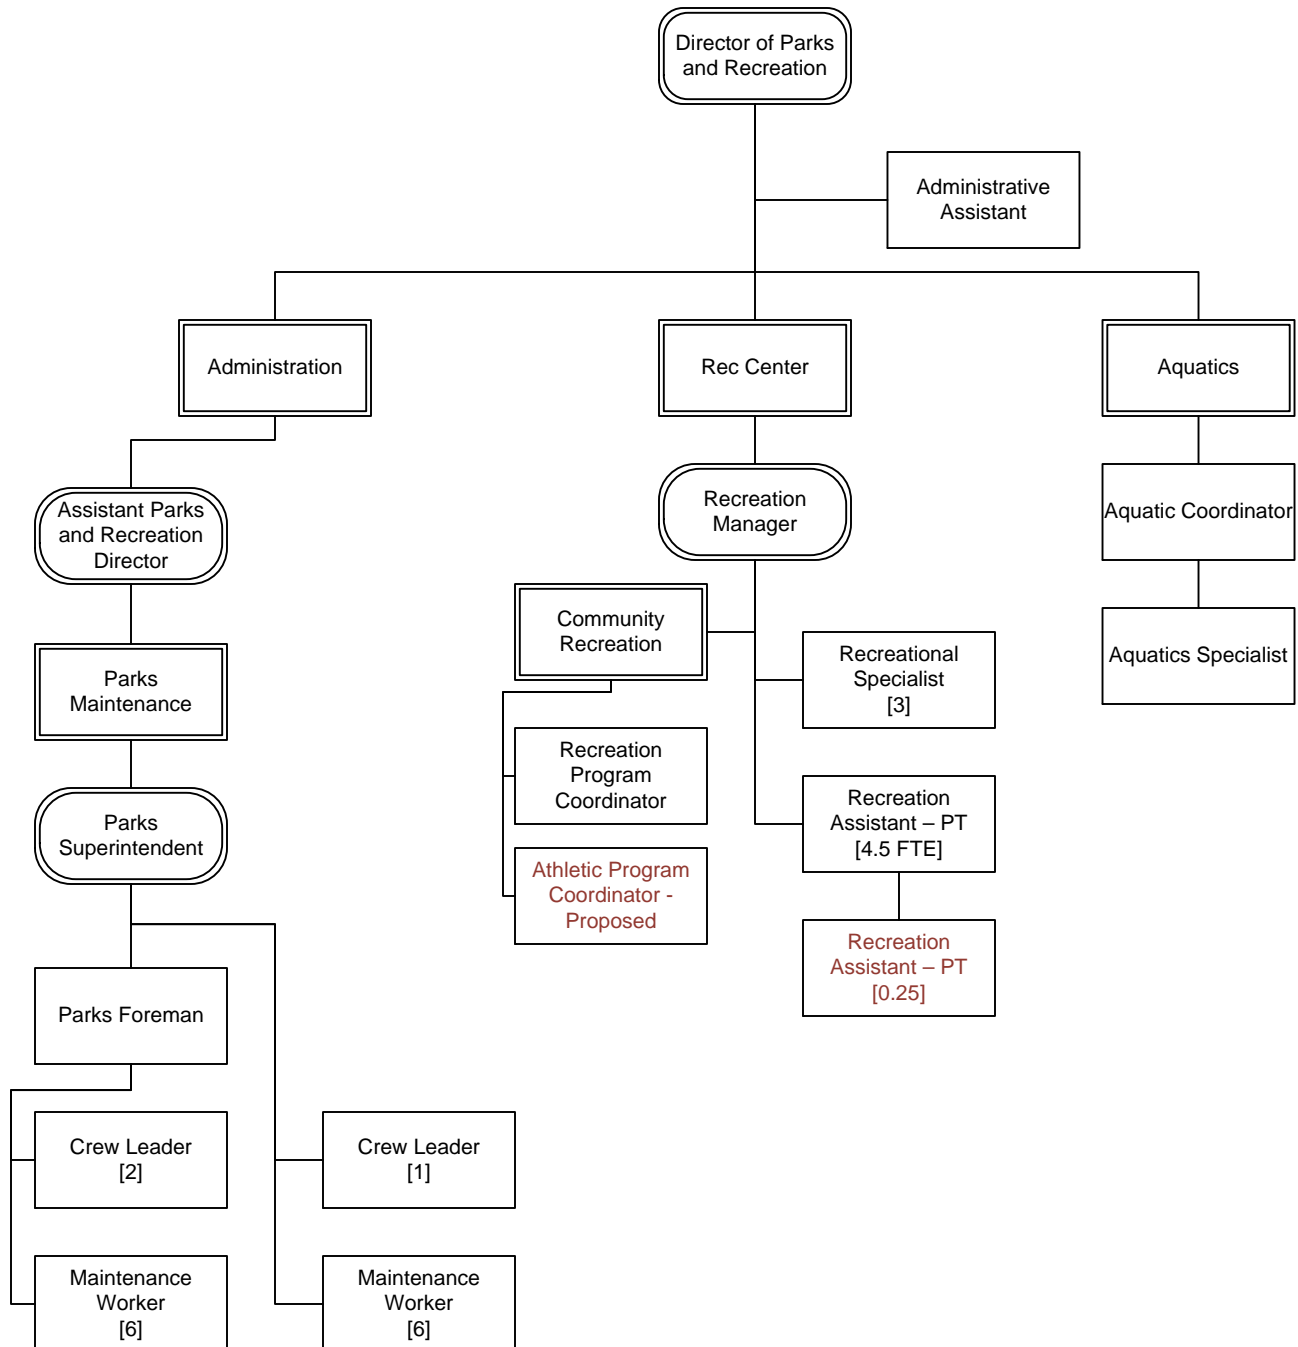 Director of Parks
and Recreation
Administrative
Assistant
Administration
Rec Center
Aquatics
Assistant Parks
and Recreation
Director
Recreation
Manager
Aquatic Coordinator
Community
Recreation
Parks
Maintenance
Recreational
Specialist
[3]
Aquatics Specialist
Recreation
Program
Coordinator
Parks
Superintendent
Recreation
Assistant – PT
[4.5 FTE]
Athletic Program
Coordinator -
Proposed
Recreation
Assistant – PT
[0.25]
Parks Foreman
Crew Leader
[2]
Crew Leader
[1]
Maintenance
Worker
[6]
Maintenance
Worker
[6]